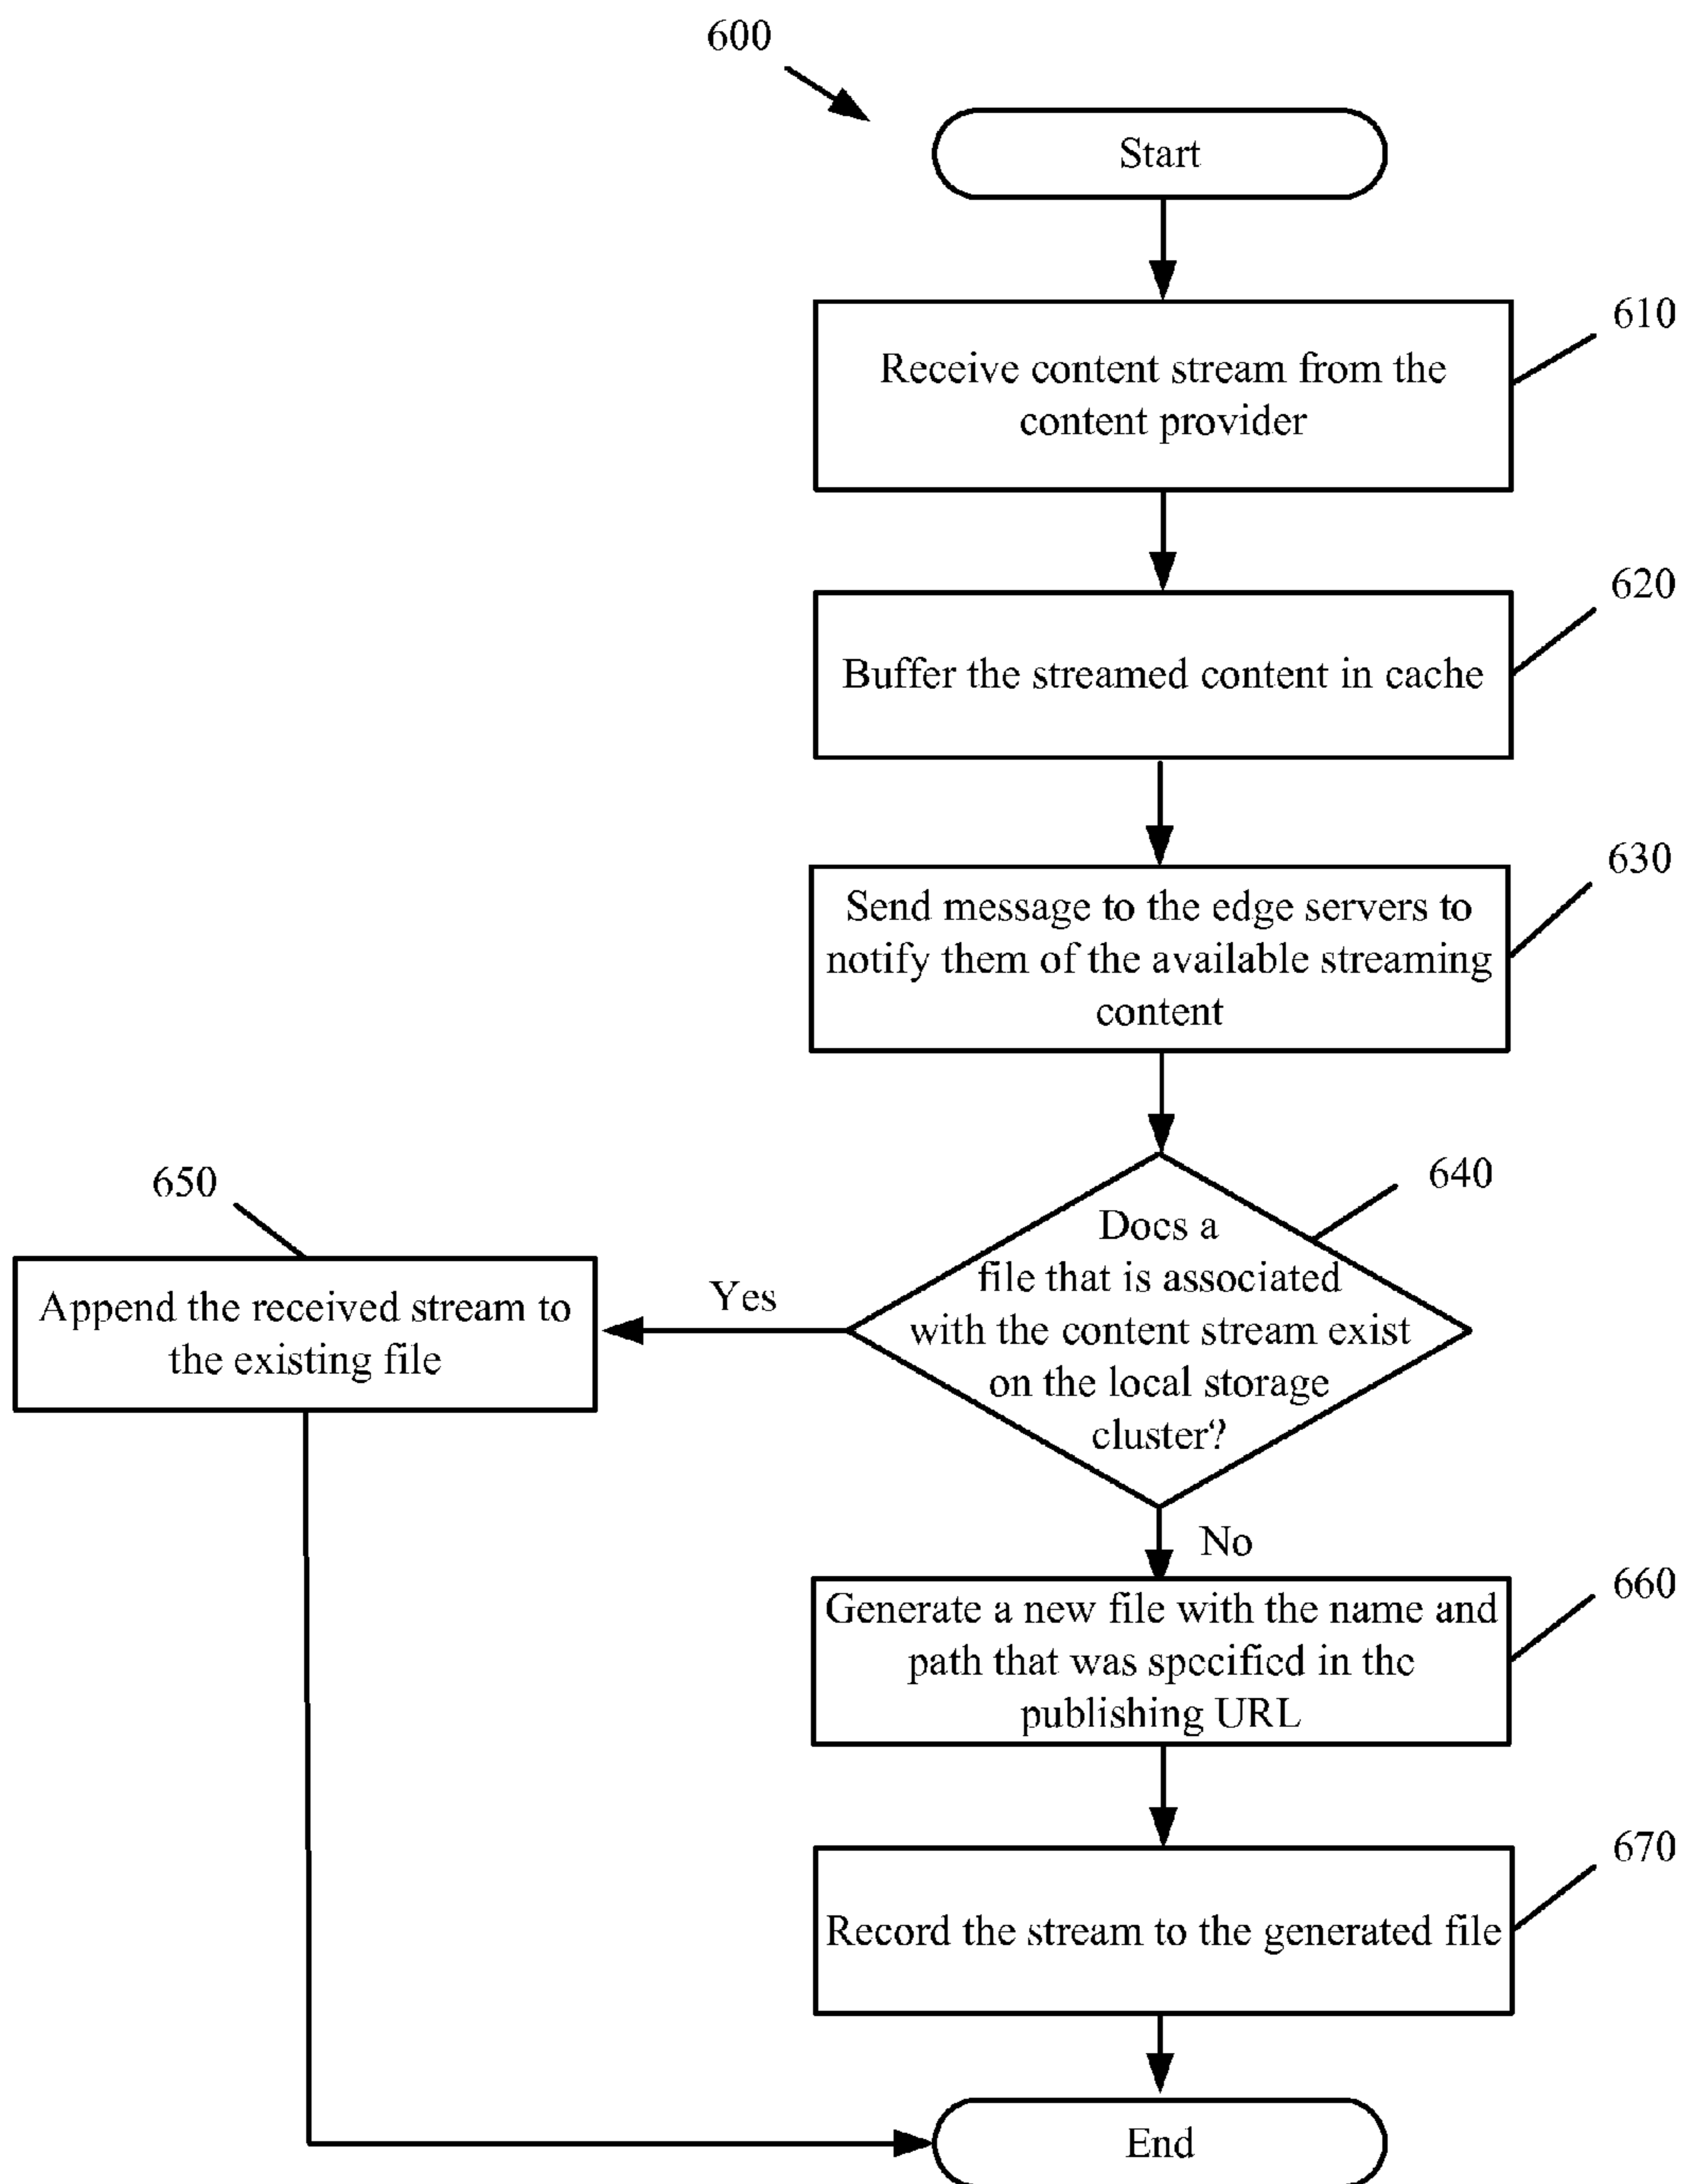 600
Start
610
Receive content stream from the
content provider
620
Buffer the streamed content in cache
630
Send message to the edge servers to
notify them of the available streaming
content
640
Does a
file that is associated
with the content stream exist
on the local storage
cluster?
650
Yes
Append the received stream to
the existing file
No
660
Generate a new file with the name and
path that was specified in the
publishing URL
670
Record the stream to the generated file
End